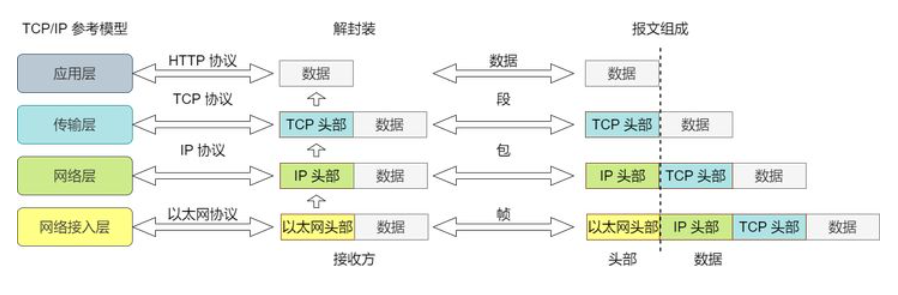 TCP/IP 参考模型 解封装 报文组成
应用层 HTTP 协议 数据 数据 数据
传输层 TCP 协议 TCP 头部 数据 段 TCP 头部 数据
网络层 IP 协议 IP 头部 数据 包 IP 头部 TCP 头部 数据
网络接入层 以太网协议 以太网头部 数据 帧 以太网头部 IP 头部 TCP 头部 数据
接收方 头部 数据